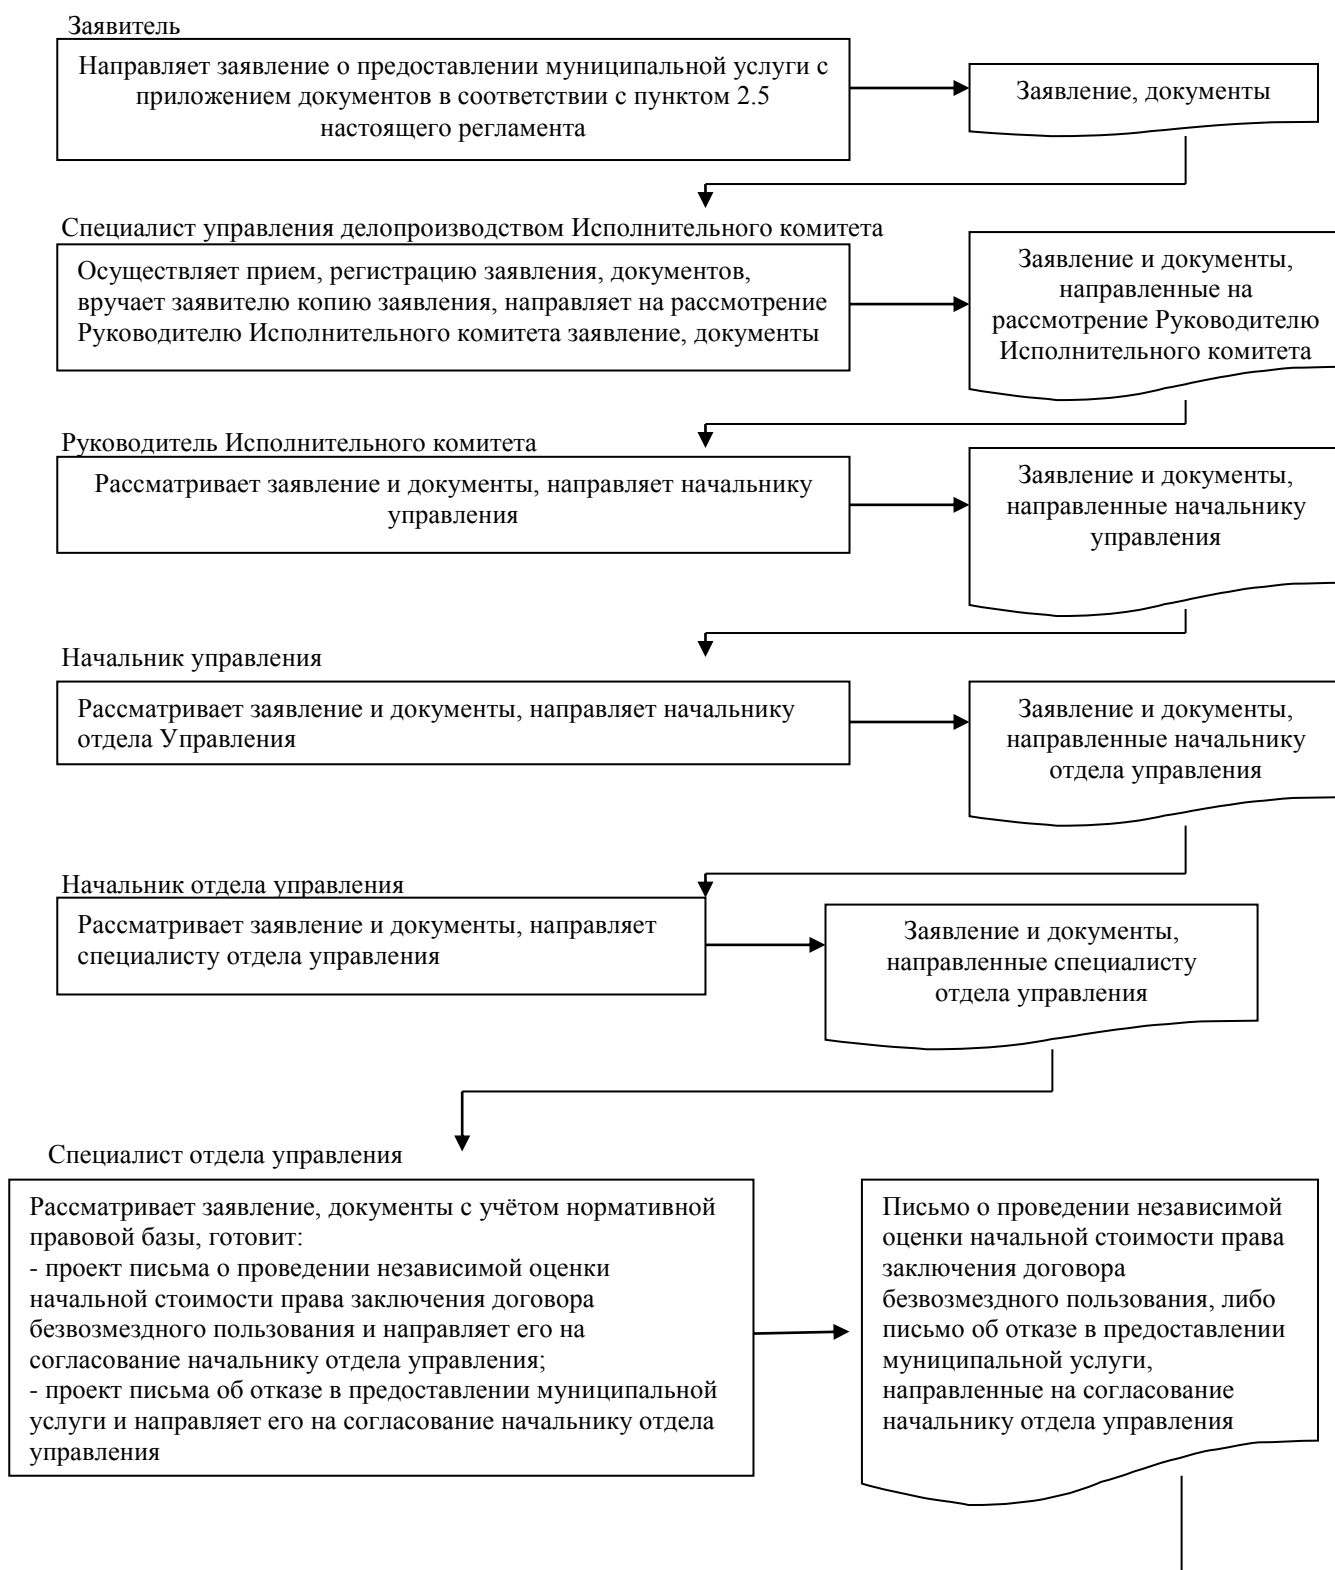 Заявитель
Направляет заявление о предоставлении муниципальной услуги с
приложением документов в соответствии с пунктом 2.5
настоящего регламента
Заявление, документы
Специалист управления делопроизводством Исполнительного комитета
Осуществляет прием, регистрацию заявления, документов,
вручает заявителю копию заявления, направляет на рассмотрение
Руководителю Исполнительного комитета заявление, документы
Заявление и документы,
направленные на
рассмотрение Руководителю
Исполнительного комитета
Руководитель Исполнительного комитета
Рассматривает заявление и документы, направляет начальнику
управления
Заявление и документы,
направленные начальнику
управления
Начальник управления
Рассматривает заявление и документы, направляет начальнику
отдела Управления
Заявление и документы,
направленные начальнику
отдела управления
Начальник отдела управления
Рассматривает заявление и документы, направляет
специалисту отдела управления
Заявление и документы,
направленные специалисту
отдела управления
Специалист отдела управления
Рассматривает заявление, документы с учётом нормативной
правовой базы, готовит:
- проект письма о проведении независимой оценки
начальной стоимости права заключения договора
безвозмездного пользования и направляет его на
согласование начальнику отдела управления;
- проект письма об отказе в предоставлении муниципальной
услуги и направляет его на согласование начальнику отдела
управления
Письмо о проведении независимой
оценки начальной стоимости права
заключения договора
безвозмездного пользования, либо
письмо об отказе в предоставлении
муниципальной услуги,
направленные на согласование
начальнику отдела управления